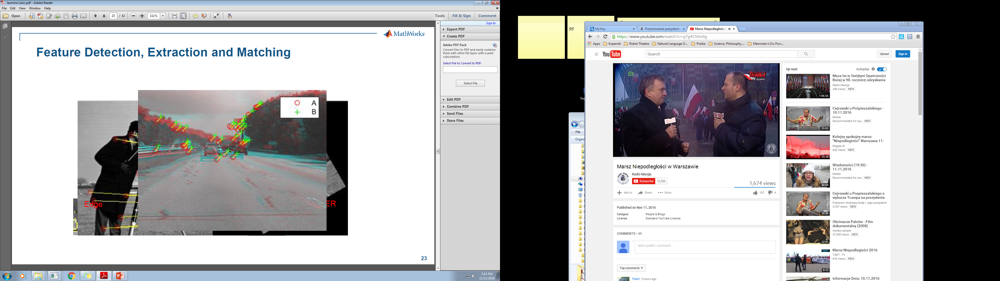 Jasmina Lazic.pdf - Adobe Reader
File Edit View Window Help
Open 23 / 42 111% Tools Fill & Sign Comment
MathWorks
Feature Detection, Extraction and Matching
A
B
Edge
ER
23
Sign In
Export PDF
Create PDF
Adobe PDF Pack
Convert files to PDF and easily combine
them with other file types with a paid
subscription.
Select File to Convert to PDF:
Select File
Edit PDF
Combine PDF
Send Files
Store Files
7:14 PM
11/11/2016
gg
Sop
File
Organi
MyWay
Przemówienie prezydenta
Marsz Niepodległości w
https://www.youtube.com/watch?v=sj7g4CMre9g
Apps Kopernik Robot Theatre Natural Language O... Polska Science, Philosophy,... Memristor LOw Pow...
YouTube
Search
Upload
Sign in
TRWAM
na żywo
Marsz Niepodległości w Warszawie
Radio Maryja
Subscribe 12,206
1,674 views
Add to Share More
182 4
Published on Nov 11, 2016
Category People & Blogs
License Standard YouTube License
COMMENTS • 49
Add a public comment...
Top comments
Yann 3 hours ago
Up next
Autoplay
Msza Św w Świątyni Opatrzności
Bożej w 98. rocznicę odzyskania
Radio Maryja
298 views NEW
1:06:56
Cejrowski u Pośpieszalskiego -
10.11.2016
Media
Recommended for you NEW
55:03
Kolejny spokojny marsz
"Niepodległości" Warszawa 11-
Magda W
642 views NEW
15:12
Wiadomości (19:30) -
11.11.2016
Media
Recommended for you NEW
30:04
Cejrowski u Pospieszalskiego o
wyborze Trumpa na prezydenta
Popieram Andrzeja Dudę i Jego prezydent
4,187 views NEW
39:38
Obcinacze Palców - Film
dokumentalny (2008)
voodoo people
57,550 views NEW
22:41
Marsz Niepodległości 2016
TAKT. TV
676 views NEW
8:13
Informacje Dnia: 10.11.2016